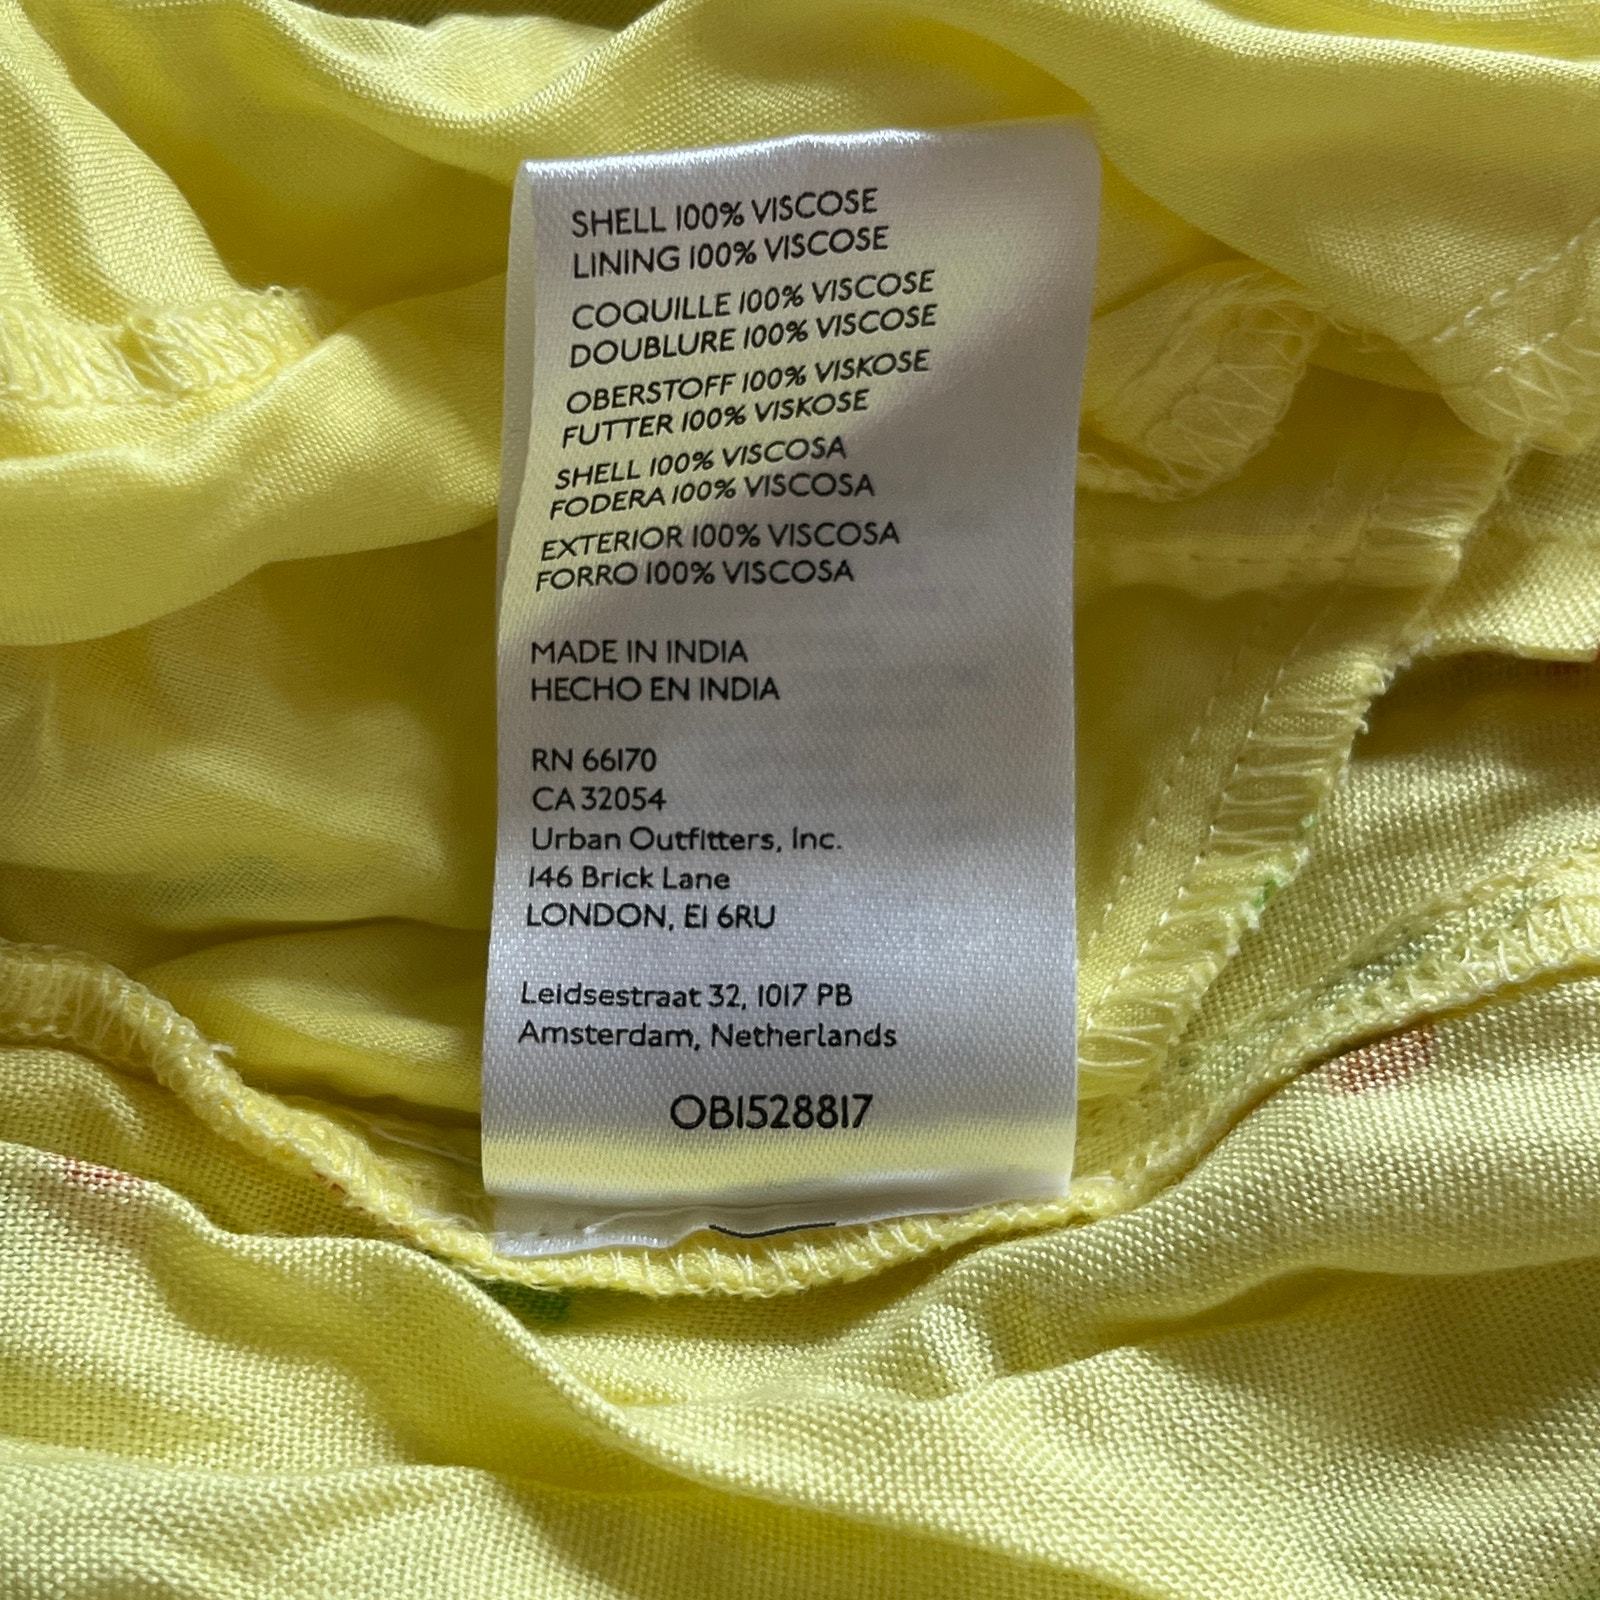 SHELL 100% VISCOSE
LINING 100% VISCOSE
COQUILLE 100% VISCOSE
DOUBLURE 100% VISCOSE
OBERSTOFF 100% VISKOSE
FUTTER 100% VISKOSE
SHELL 100% VISCOSA
FODERA 100% VISCOSA
EXTERIOR 100% VISCOSA
FORRO 100% VISCOSA
MADE IN INDIA
HECHO EN INDIA
RN 66170
CA 32054
Urban Outfitters, Inc.
146 Brick Lane
LONDON, E1 6RU
Leidsestraat 32, 1017 PB
Amsterdam, Netherlands
OB1528817